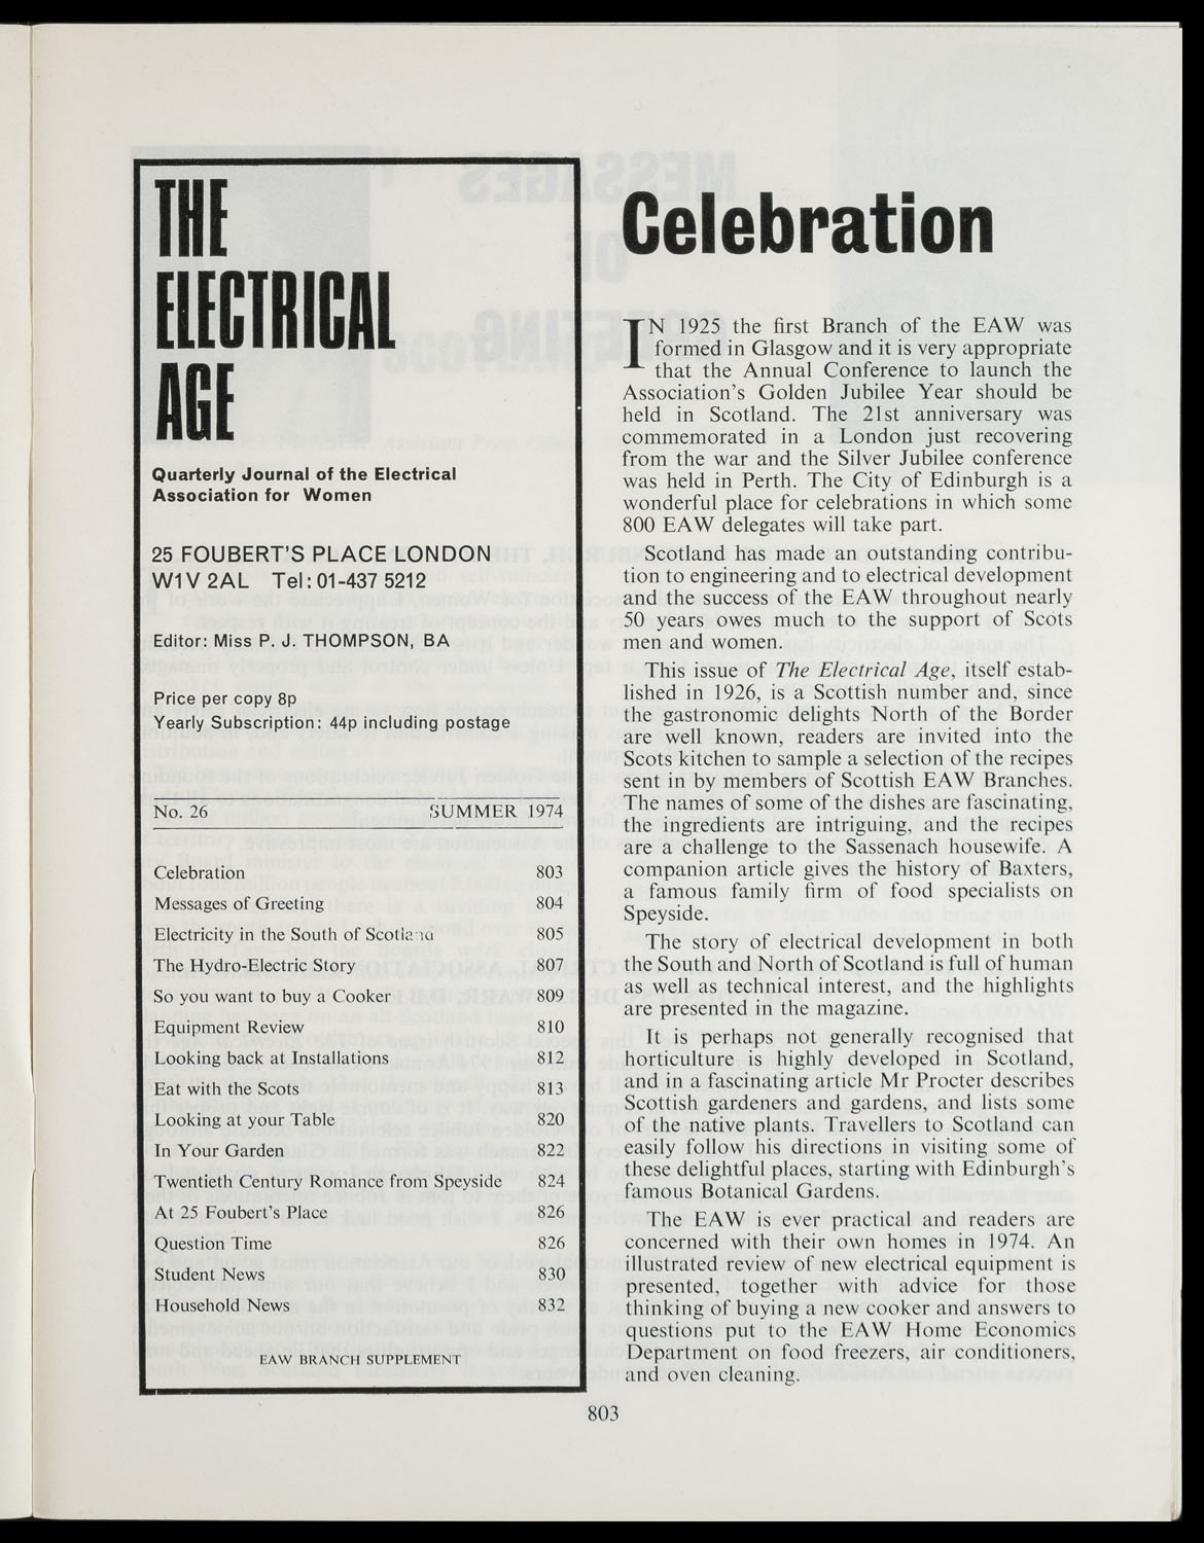 THE
ELECTRICAL
AGE
Quarterly Journal of the Electrical
Association for Women
25 FOUBERT'S PLACE LONDON
W1V 2AL Tel: 01-437 5212
Editor: Miss P. J. THOMPSON, BA
Price per copy 8p
Yearly Subscription: 44p including postage
No. 26 SUMMER 1974
Celebration 803
Messages of Greeting 804
Electricity in the South of Scotland 805
The Hydro-Electric Story 807
So you want to buy a Cooker 809
Equipment Review 810
Looking back at Installations 812
Eat with the Scots 813
Looking at your Table 820
In Your Garden 822
Twentieth Century Romance from Speyside 824
At 25 Foubert's Place 826
Question Time 826
Student News 830
Household News 832
EAW BRANCH SUPPLEMENT
Celebration
IN 1925 the first Branch of the EAW was
formed in Glasgow and it is very appropriate
that the Annual Conference to launch the
Association's Golden Jubilee Year should be
held in Scotland. The 21st anniversary was
commemorated in a London just recovering
from the war and the Silver Jubilee conference
was held in Perth. The City of Edinburgh is a
wonderful place for celebrations in which some
800 EAW delegates will take part.
Scotland has made an outstanding contribu-
tion to engineering and to electrical development
and the success of the EAW throughout nearly
50 years owes much to the support of Scots
men and women.
This issue of The Electrical Age, itself estab-
lished in 1926, is a Scottish number and, since
the gastronomic delights North of the Border
are well known, readers are invited into the
Scots kitchen to sample a selection of the recipes
sent in by members of Scottish EAW Branches.
The names of some of the dishes are fascinating,
the ingredients are intriguing, and the recipes
are a challenge to the Sassenach housewife. A
companion article gives the history of Baxters,
a famous family firm of food specialists on
Speyside.
The story of electrical development in both
the South and North of Scotland is full of human
as well as technical interest, and the highlights
are presented in the magazine.
It is perhaps not generally recognised that
horticulture is highly developed in Scotland,
and in a fascinating article Mr Procter describes
Scottish gardeners and gardens, and lists some
of the native plants. Travellers to Scotland can
easily follow his directions in visiting some of
these delightful places, starting with Edinburgh's
famous Botanical Gardens.
The EAW is ever practical and readers are
concerned with their own homes in 1974. An
illustrated review of new electrical equipment is
presented, together with advice for those
thinking of buying a new cooker and answers to
questions put to the EAW Home Economics
Department on food freezers, air conditioners,
and oven cleaning.
803